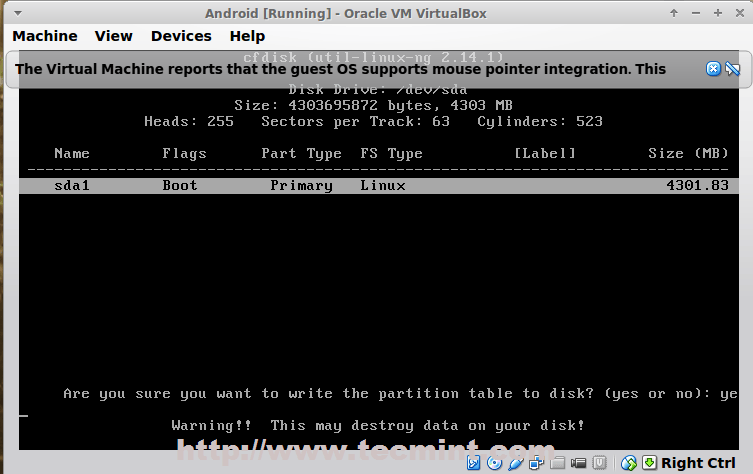 Android [Running] - Oracle VM VirtualBox
Machine View Devices Help
cfdisk (util-linux-ng 2.14.1)
The Virtual Machine reports that the guest OS supports mouse pointer integration. This
Disk Drive: /dev/sda
Size: 4303695872 bytes, 4303 MB
Heads: 255 Sectors per Track: 63 Cylinders: 523
Name Flags Part Type FS Type [Label] Size (MB)
sda1 Boot Primary Linux 4301.83
Are you sure you want to write the partition table to disk? (yes or no): ye
Warning!! This may destroy data on your disk!
http://www.tecmint.com
Right Ctrl